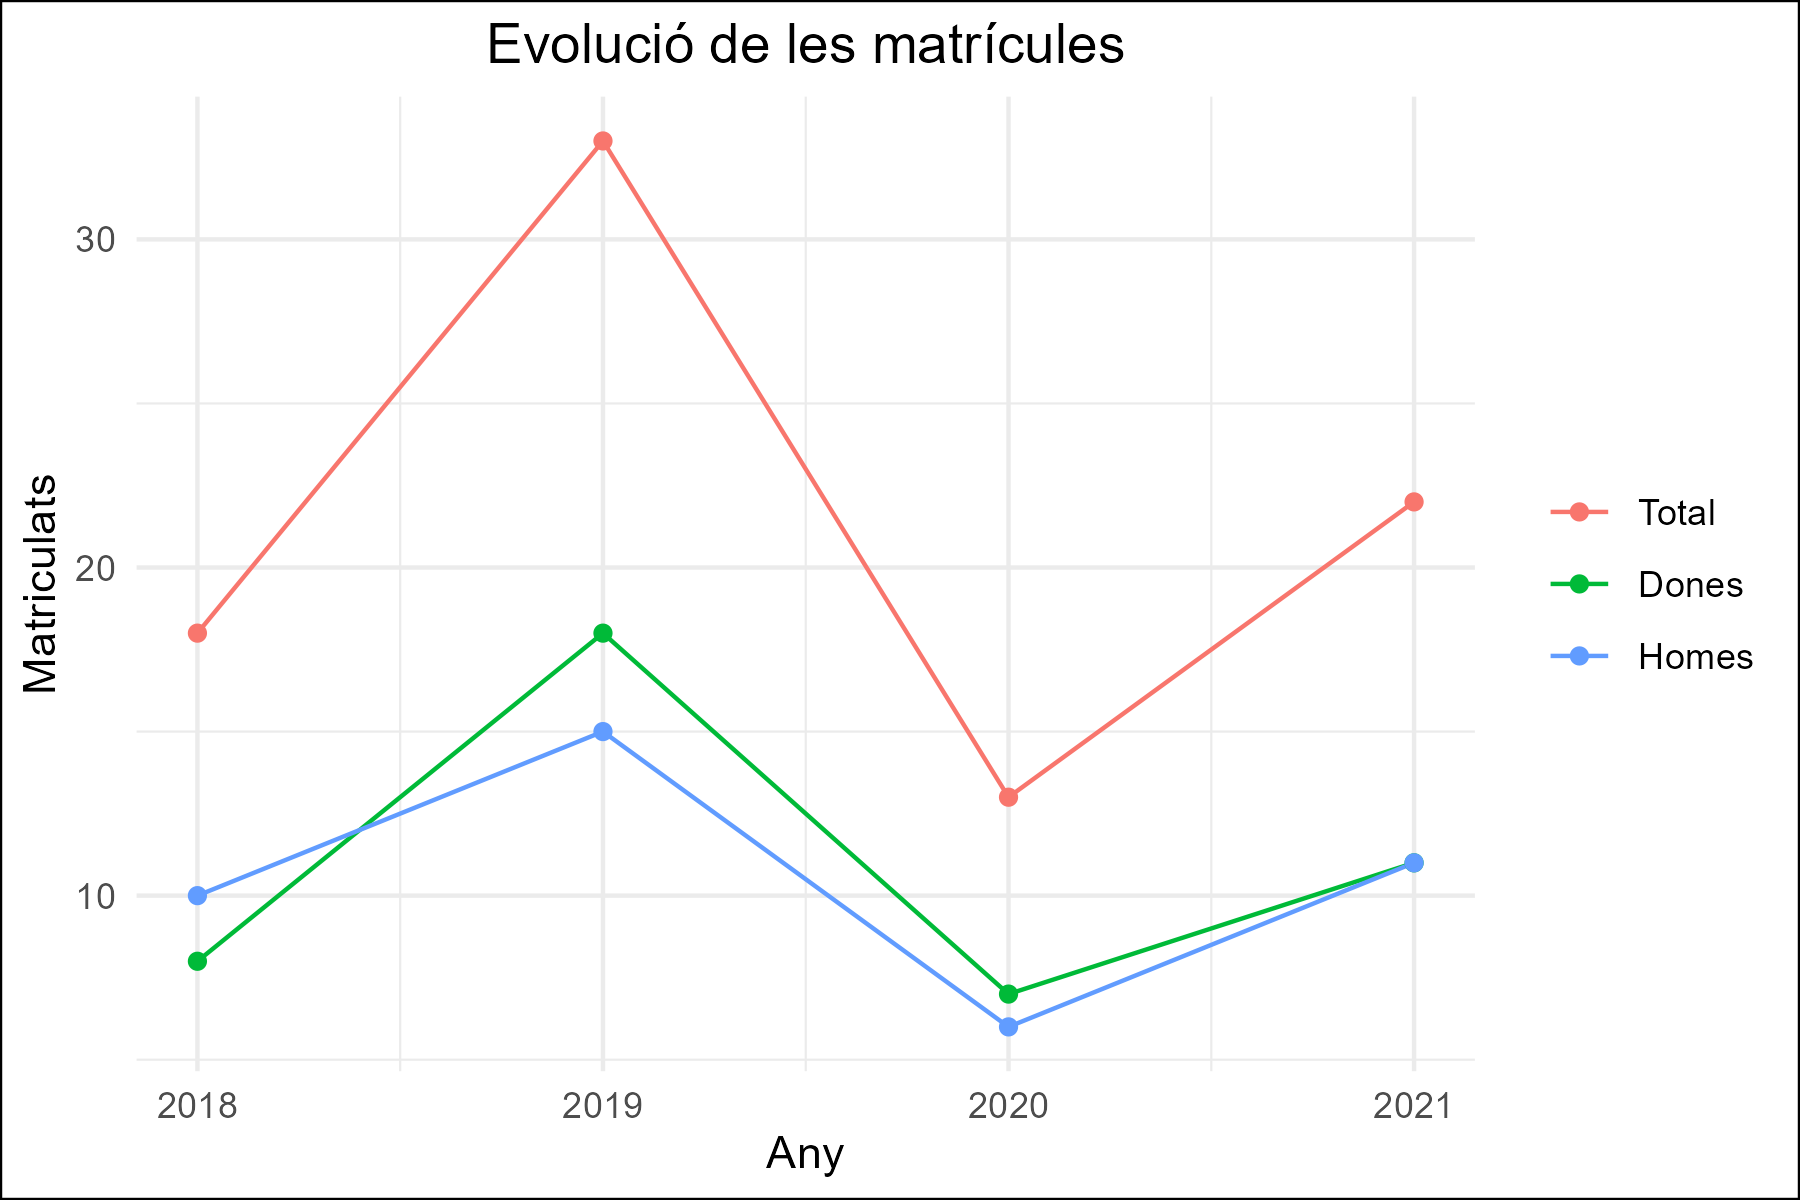 Evolució de les matrícules
Matriculats
30
20
10
2018
2019
2020
2021
Any
Total
Dones
Homes